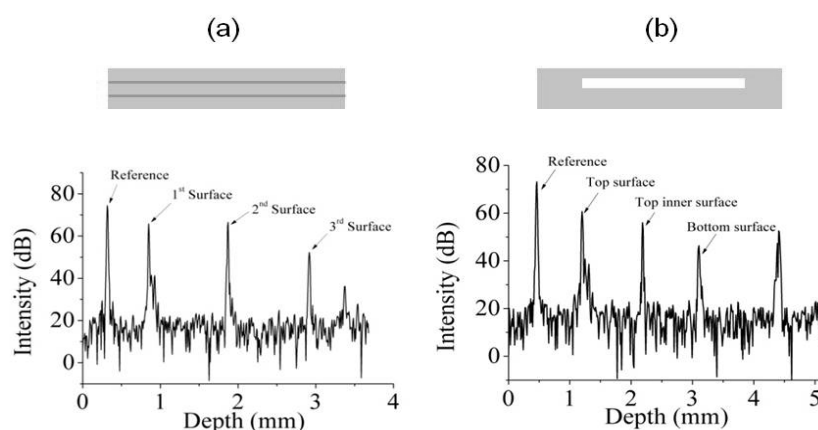 (a)
Reference
1st Surface
2nd Surface
3rd Surface
80
60
40
20
0
Intensity (dB)
0
1
2
3
4
Depth (mm)
(b)
Reference
Top surface
Top inner surface
Bottom surface
80
60
40
20
0
Intensity (dB)
0
1
2
3
4
5
Depth (mm)